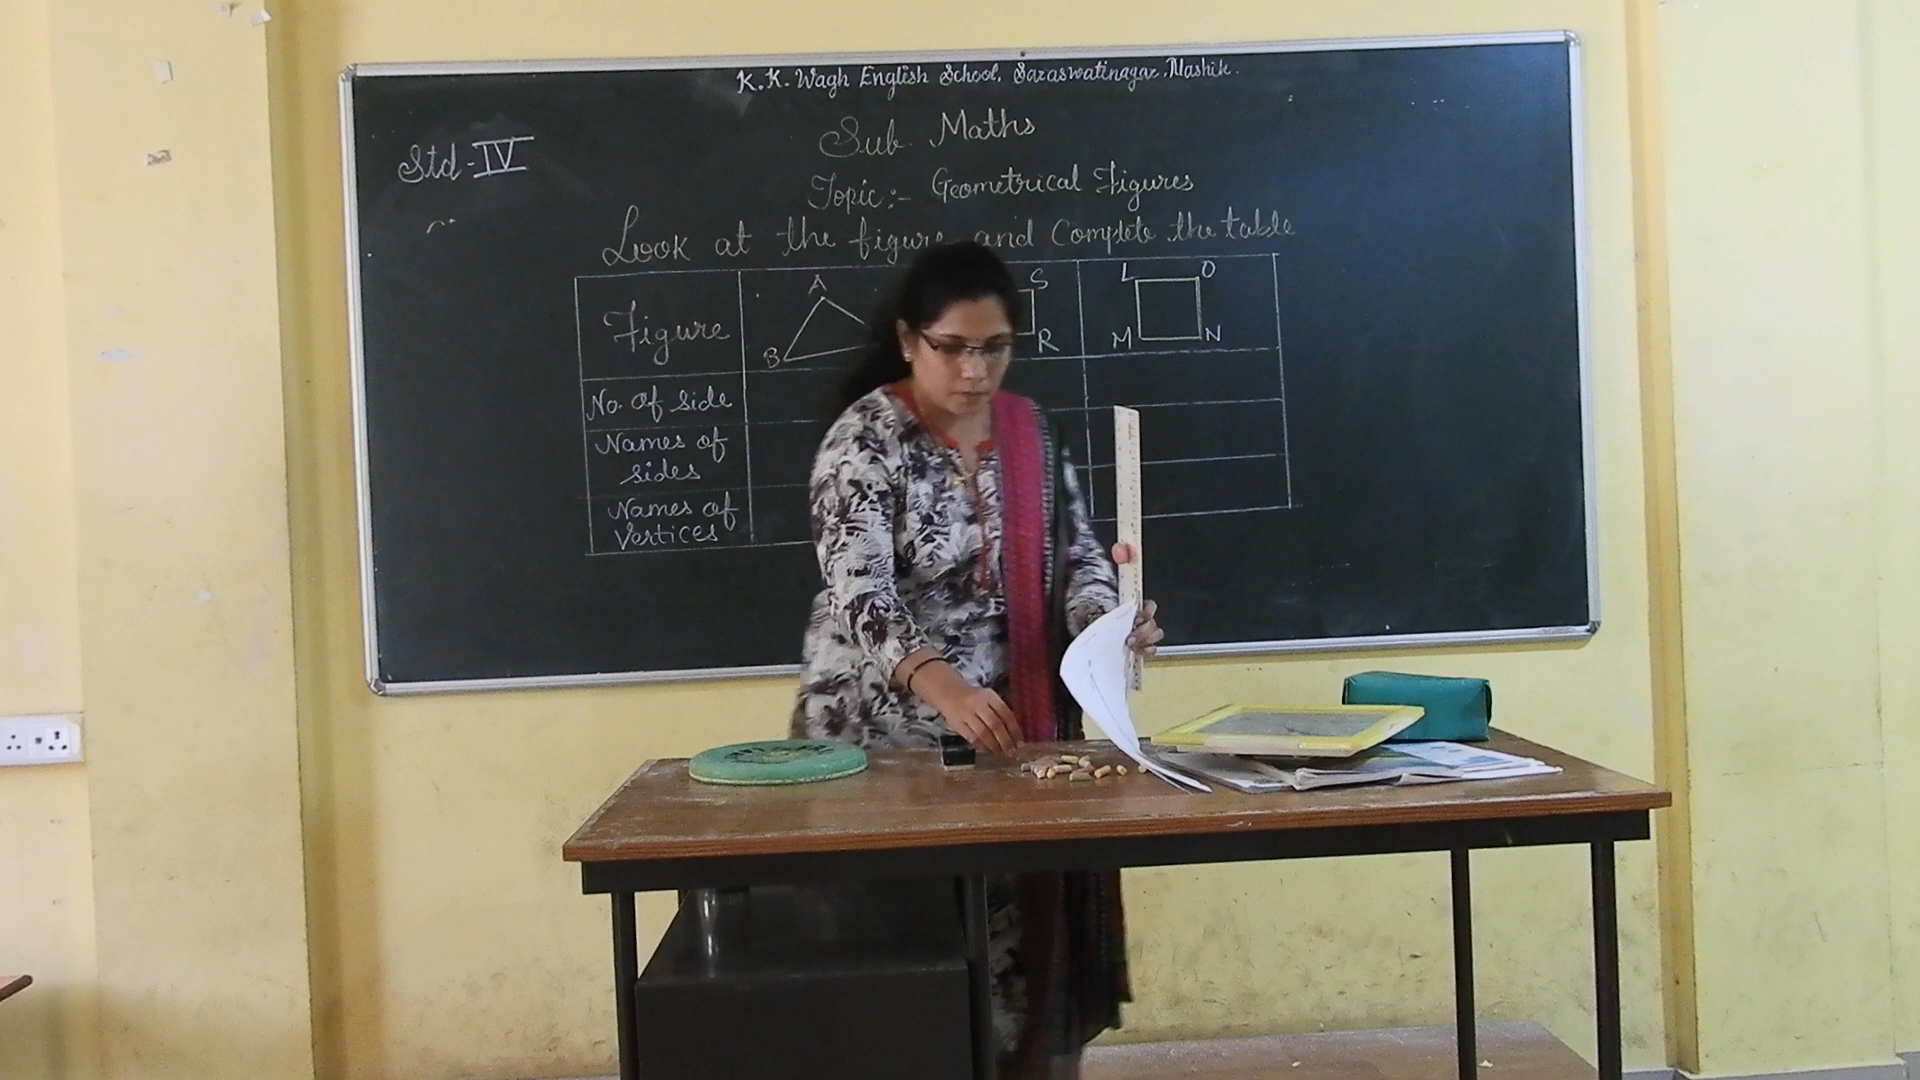 K.K. Wagh English School, Saraswatinagar, Nashik.
Std-IV
Sub. Maths
Topic:- Geometrical Figures
Look at the figure and Complete the table
Figure
A
B
S
R
L O
M N
No. of side
Names of
sides
Names of
Vertices